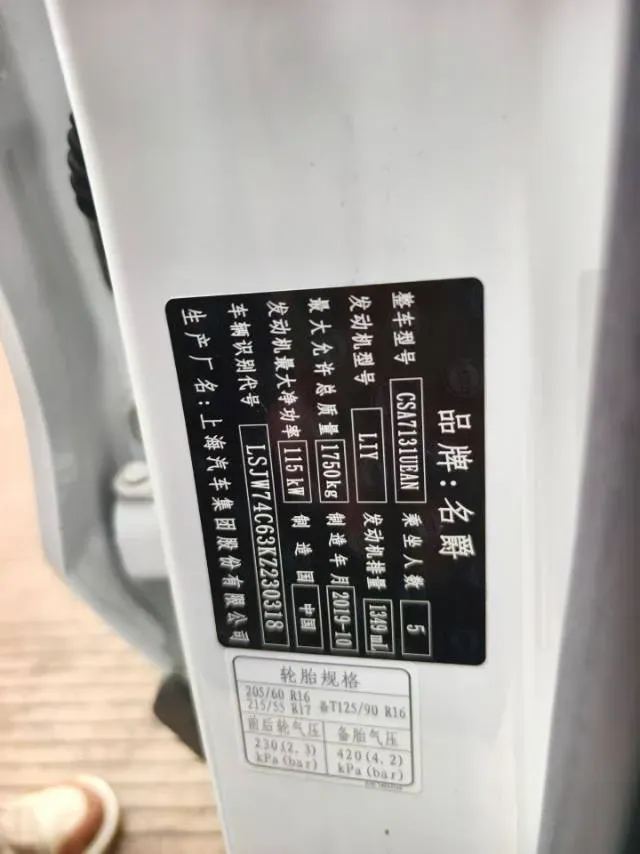 品牌:名爵
整车型号 CSA7131UEAN 乘坐人数 5
发动机型号 LIY 发动机排量 1349mL
最大允许总质量 1750kg 制造年月 2019-10
发动机最大净功率 115kW 制造国 中国
车辆识别代号 LSJW74C63KZ230318
生产厂名:上海汽车集团股份有限公司
轮胎规格
205/60 R16
215/55 R17 备T125/90 R16
前后轮气压 备胎气压
230(2.3) 420(4.2)
kPa(bar) kPa(bar)